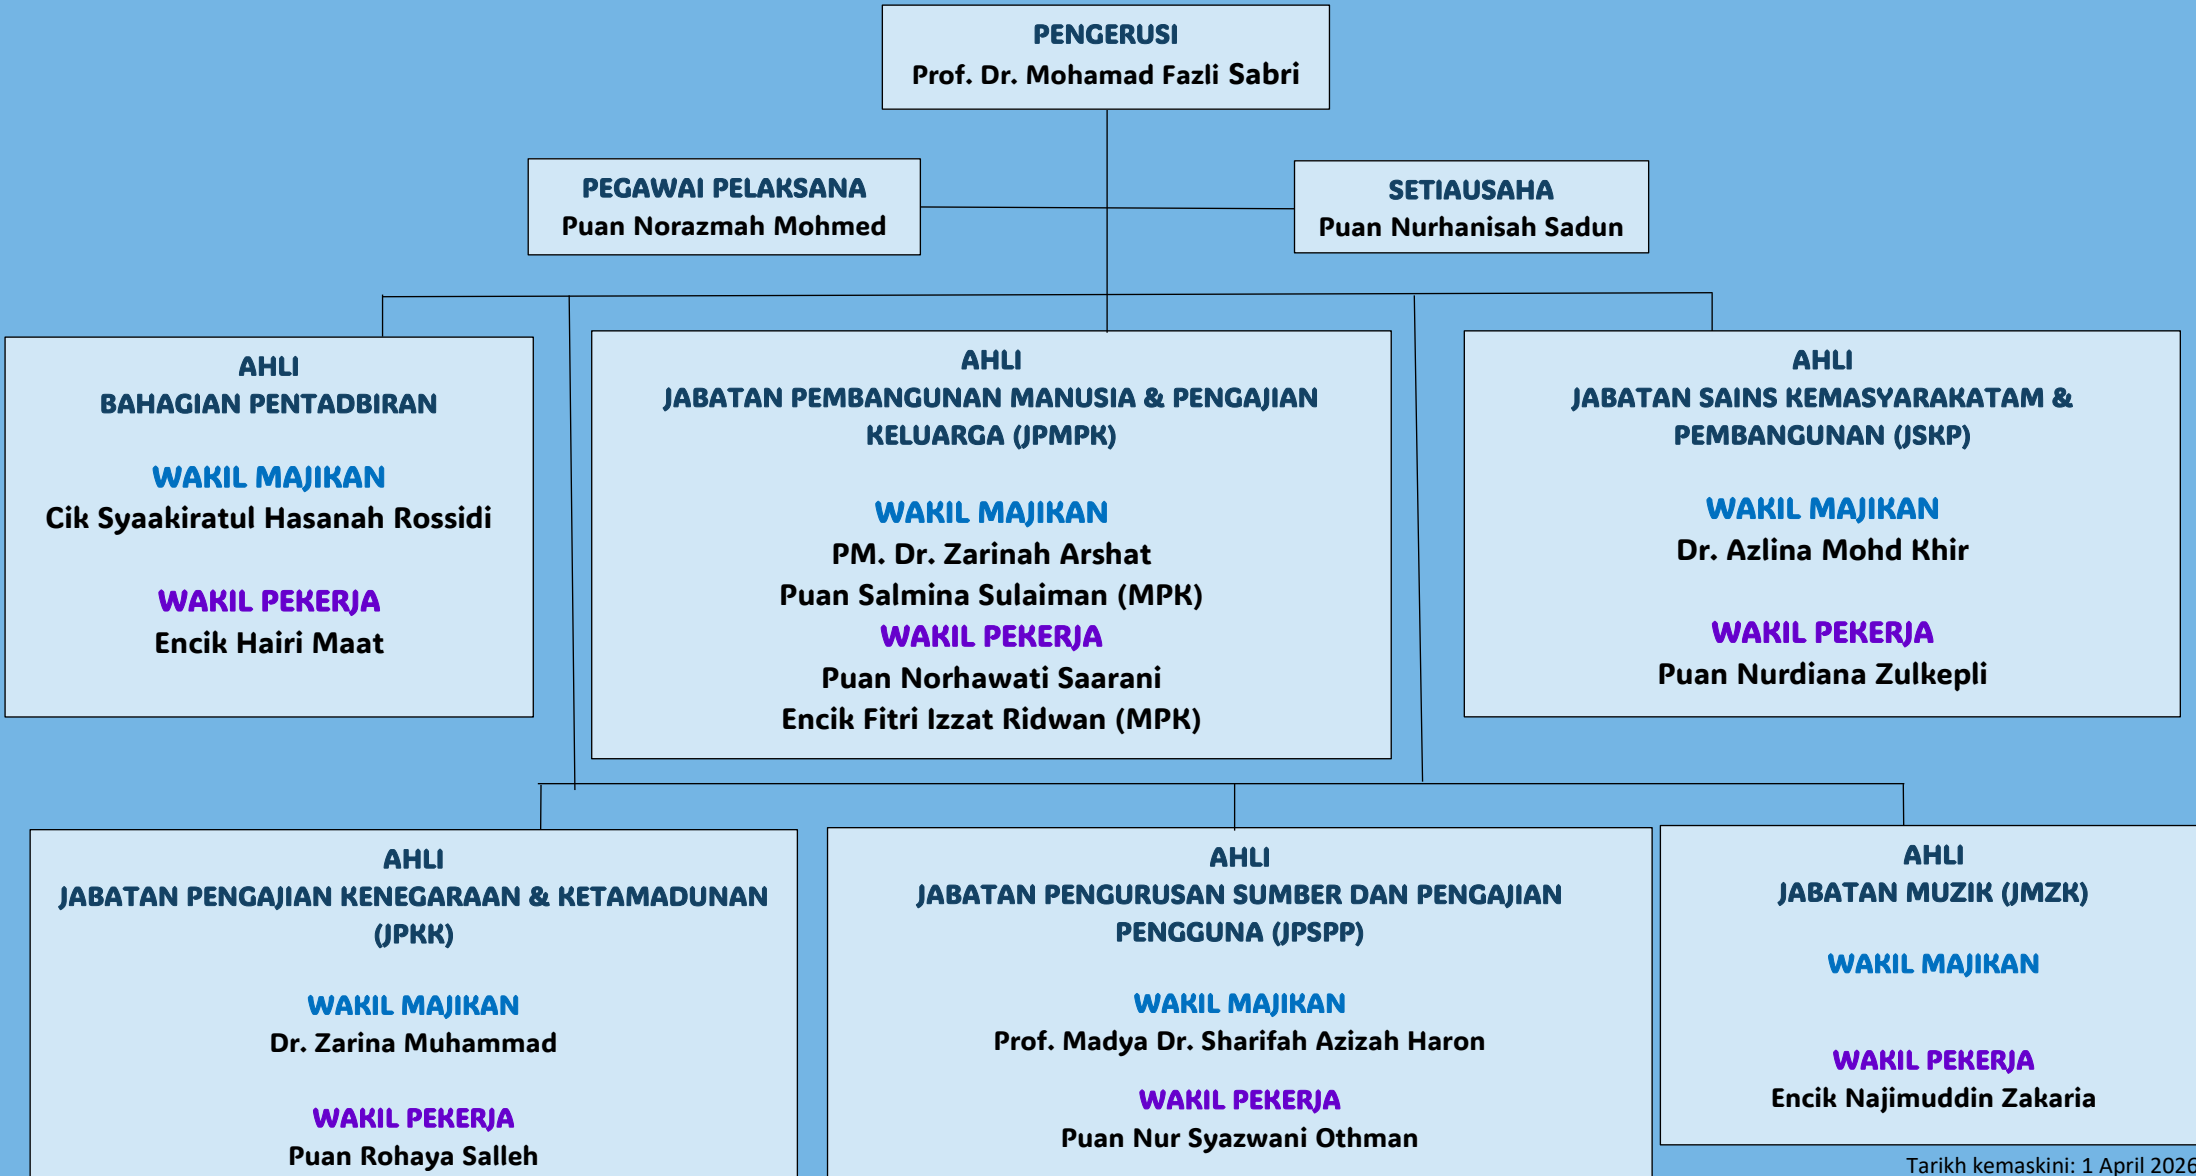 PENGERUSI
Prof. Dr. Mohamad Fazli Sabri
PEGAWAI PELAKSANA
Puan Norazmah Mohmed
SETIAUSAHA
Puan Nurhanisah Sadun
AHLI
BAHAGIAN PENTADBIRAN
WAKIL MAJIKAN
Cik Syaakiratul Hasanah Rossidi
WAKIL PEKERJA
Encik Hairi Maat
AHLI
JABATAN PEMBANGUNAN MANUSIA & PENGAJIAN
KELUARGA (JPMPK)
WAKIL MAJIKAN
PM. Dr. Zarinah Arshat
Puan Salmina Sulaiman (MPK)
WAKIL PEKERJA
Puan Norhawati Saarani
Encik Fitri Izzat Ridwan (MPK)
AHLI
JABATAN SAINS KEMASYARAKATAM &
PEMBANGUNAN (JSKP)
WAKIL MAJIKAN
Dr. Azlina Mohd Khir
WAKIL PEKERJA
Puan Nurdiana Zulkepli
AHLI
JABATAN PENGAJIAN KENEGARAAN & KETAMADUNAN
(JPKK)
WAKIL MAJIKAN
Dr. Zarina Muhammad
WAKIL PEKERJA
Puan Rohaya Salleh
AHLI
JABATAN PENGURUSAN SUMBER DAN PENGAJIAN
PENGGUNA (JPSPP)
WAKIL MAJIKAN
Prof. Madya Dr. Sharifah Azizah Haron
WAKIL PEKERJA
Puan Nur Syazwani Othman
AHLI
JABATAN MUZIK (JMZK)
WAKIL MAJIKAN
WAKIL PEKERJA
Encik Najimuddin Zakaria
Tarikh kemaskini: 1 April 2026